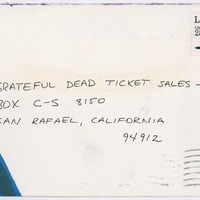 GRATEFUL DEAD TICKET SALES -
BOX C-S 8150
SAN RAFAEL, CALIFORNIA
94912